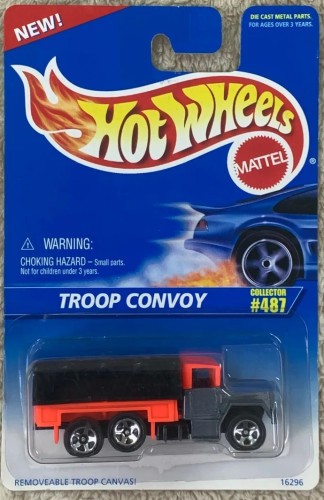 NEW!
DIE CAST METAL PARTS.
FOR AGES OVER 3 YEARS.
HOT WHEELS
MATTEL
⚠ WARNING:
CHOKING HAZARD – Small parts.
Not for children under 3 years.
TROOP CONVOY
COLLECTOR
#487
REMOVEABLE TROOP CANVAS!
16296